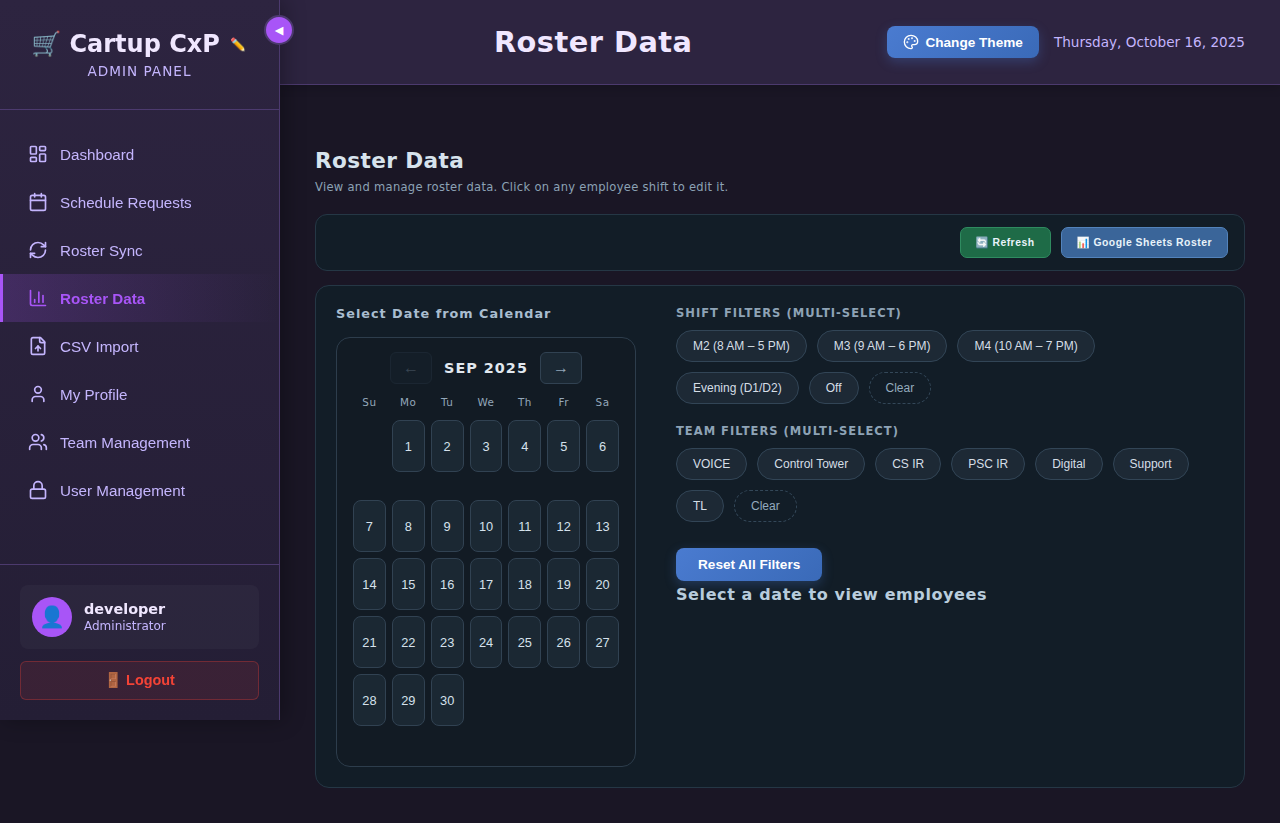 🛒 Cartup CxP ✏️
ADMIN PANEL
◀
Roster Data
Change Theme
Thursday, October 16, 2025
Dashboard
Schedule Requests
Roster Sync
Roster Data
CSV Import
My Profile
Team Management
User Management
developer
Administrator
🚪 Logout
Roster Data
View and manage roster data. Click on any employee shift to edit it.
🔄 Refresh
📊 Google Sheets Roster
Select Date from Calendar
← SEP 2025 →
Su Mo Tu We Th Fr Sa
1 2 3 4 5 6
7 8 9 10 11 12 13
14 15 16 17 18 19 20
21 22 23 24 25 26 27
28 29 30
SHIFT FILTERS (MULTI-SELECT)
M2 (8 AM – 5 PM) M3 (9 AM – 6 PM) M4 (10 AM – 7 PM)
Evening (D1/D2) Off Clear
TEAM FILTERS (MULTI-SELECT)
VOICE Control Tower CS IR PSC IR Digital Support
TL Clear
Reset All Filters
Select a date to view employees